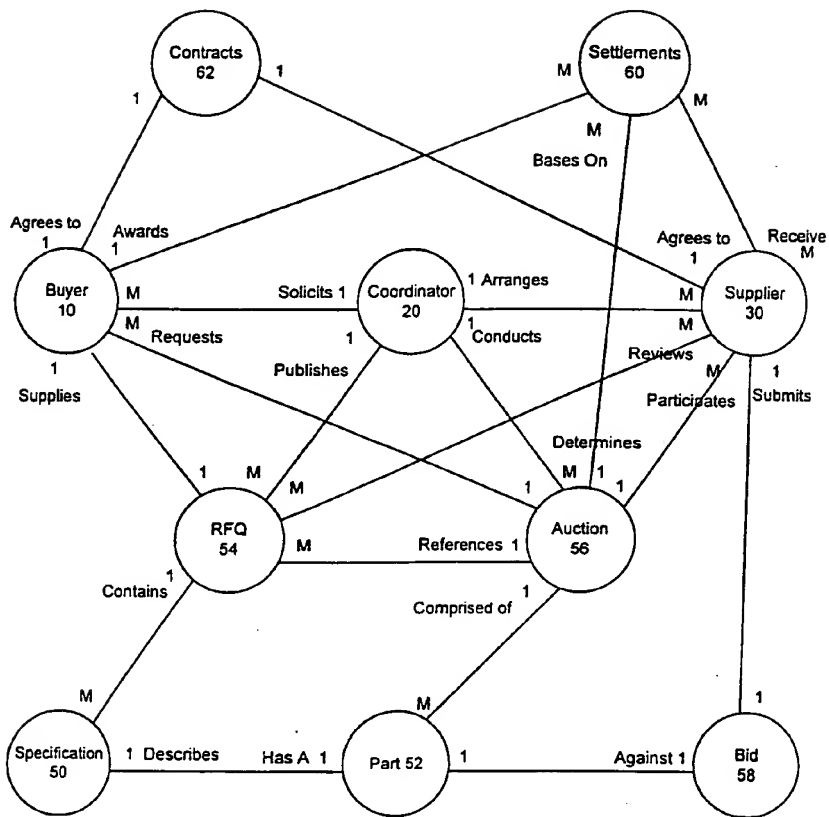 Contracts
62
Settlements
60
1
1
M
M
M
Bases On
Agrees to
1
Awards
1
Agrees to
1
Receive
M
Buyer
10
M
Solicits 1
Coordinator
20
1 Arranges
M
Supplier
30
M
Requests
1
1
Conducts
M
Reviews
1
Supplies
Publishes
M
Participates
1
Submits
Determines
1
M
M
1
M
1
1
RFQ
54
M
References 1
Auction
56
Contains
1
Comprised of
1
M
M
1
Specification
50
1 Describes
Has A 1
Part 52
1
Against 1
Bid
58